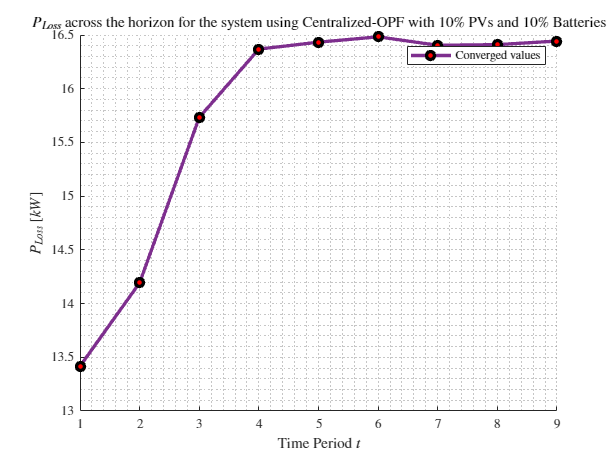 P_Loss across the horizon for the system using Centralized-OPF with 10% PVs and 10% Batteries
Converged values
16.5
16
15.5
15
14.5
14
13.5
13
P_Loss [kW]
1 2 3 4 5 6 7 8 9
Time Period t